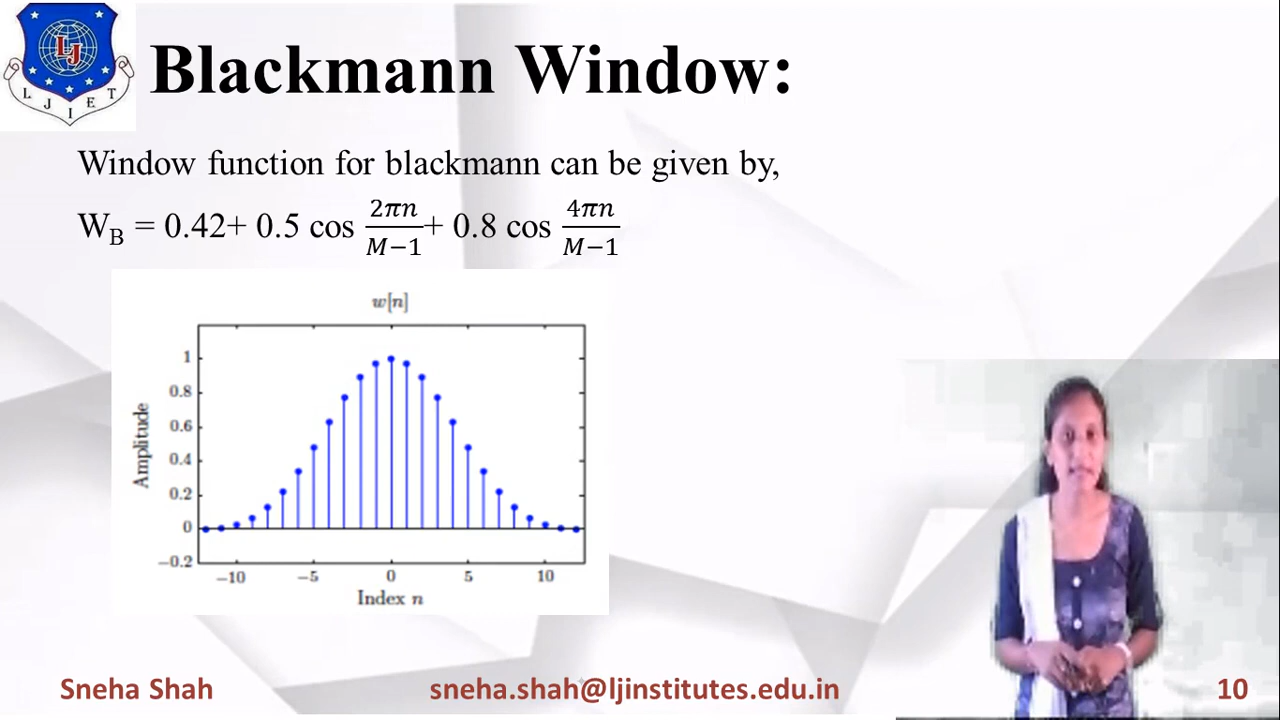 LJ
L J I E T
Blackmann Window:
Window function for blackmann can be given by,
W_B = 0.42+ 0.5 cos 2πn/M−1 + 0.8 cos 4πn/M−1
w[n]
1
0.8
0.6
0.4
0.2
0
−0.2
Amplitude
−10 −5 0 5 10
Index n
Sneha Shah sneha.shah@ljinstitutes.edu.in 10